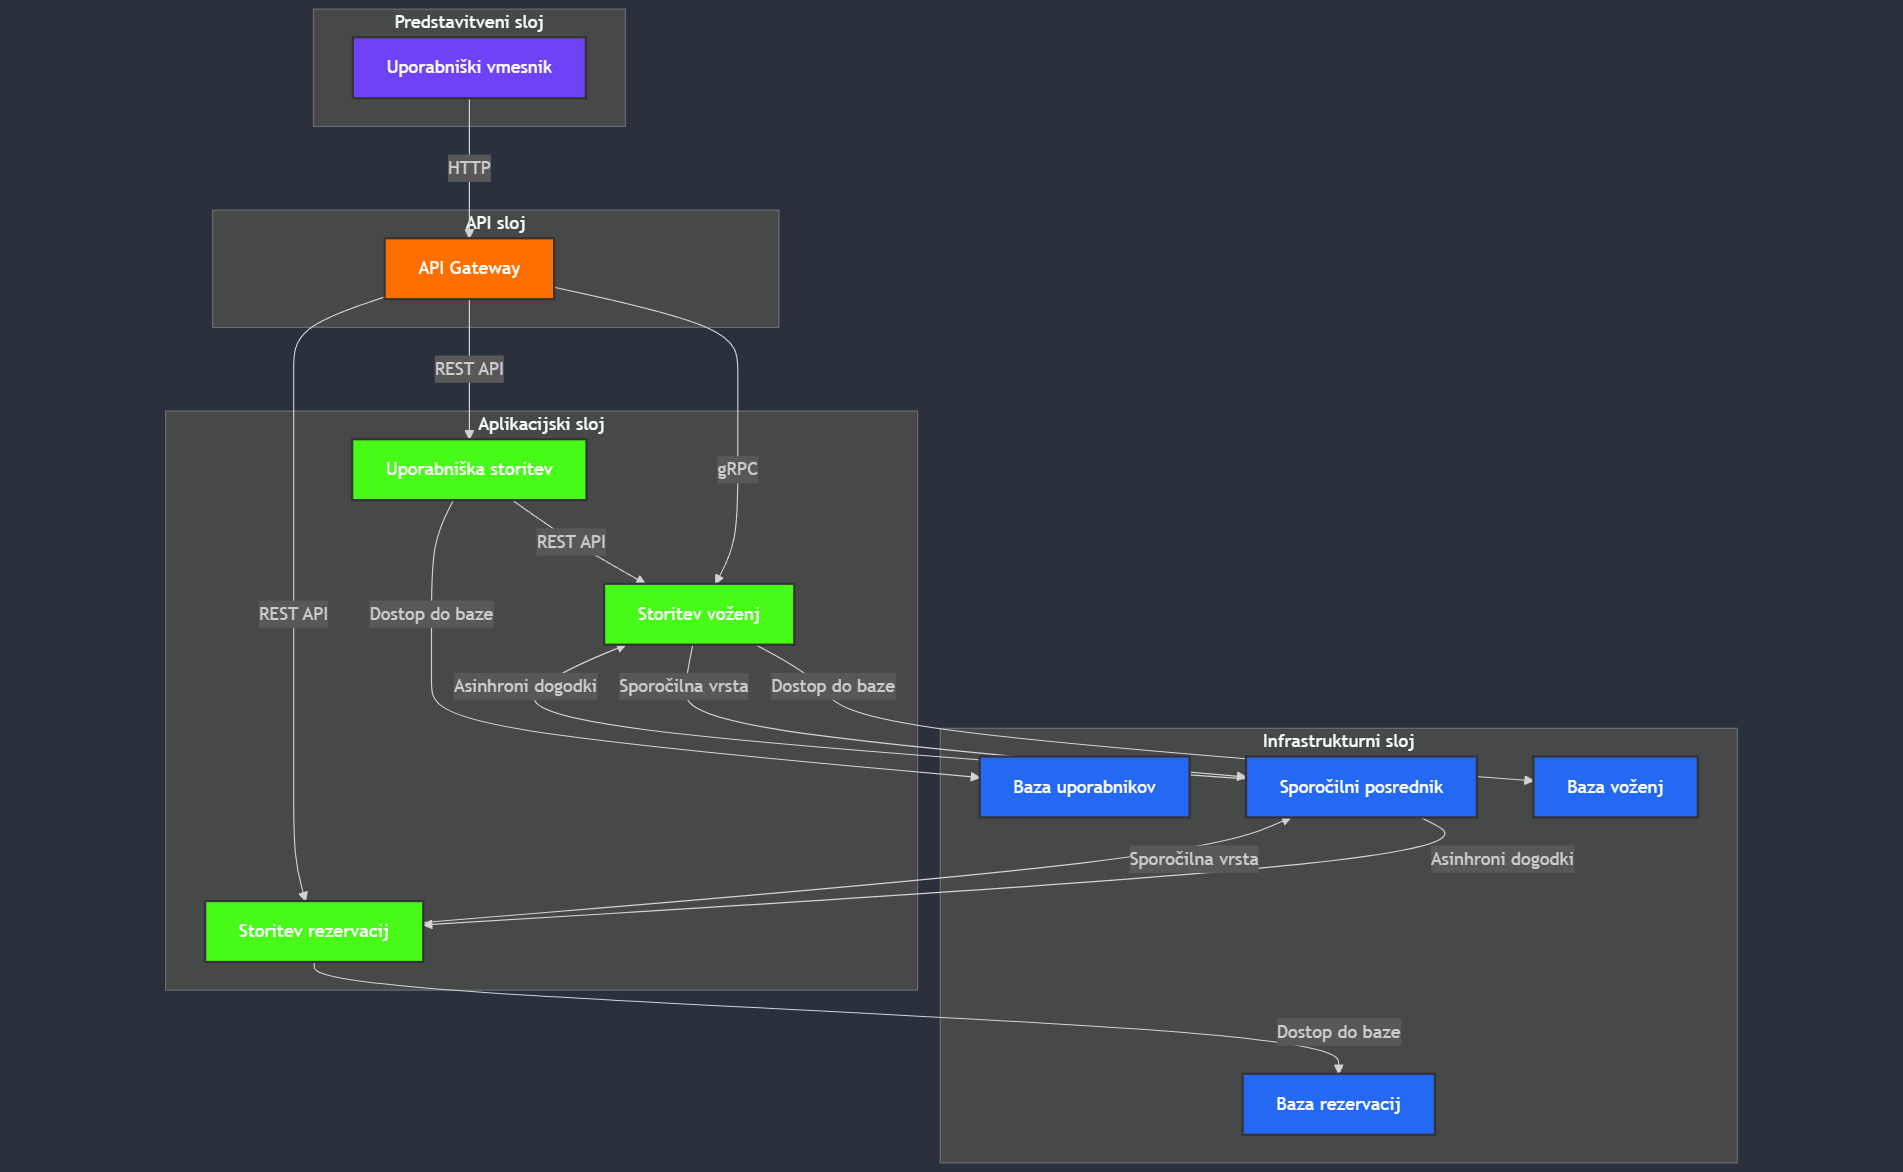 Predstavitveni sloj
Uporabniški vmesnik
HTTP
API sloj
API Gateway
REST API
Aplikacijski sloj
Uporabniška storitev
gRPC
REST API
REST API
Dostop do baze
Storitev voženj
Asinhroni dogodki
Sporočilna vrsta
Dostop do baze
Infrastrukturni sloj
Baza uporabnikov
Sporočilni posrednik
Baza voženj
Sporočilna vrsta
Asinhroni dogodki
Storitev rezervacij
Dostop do baze
Baza rezervacij